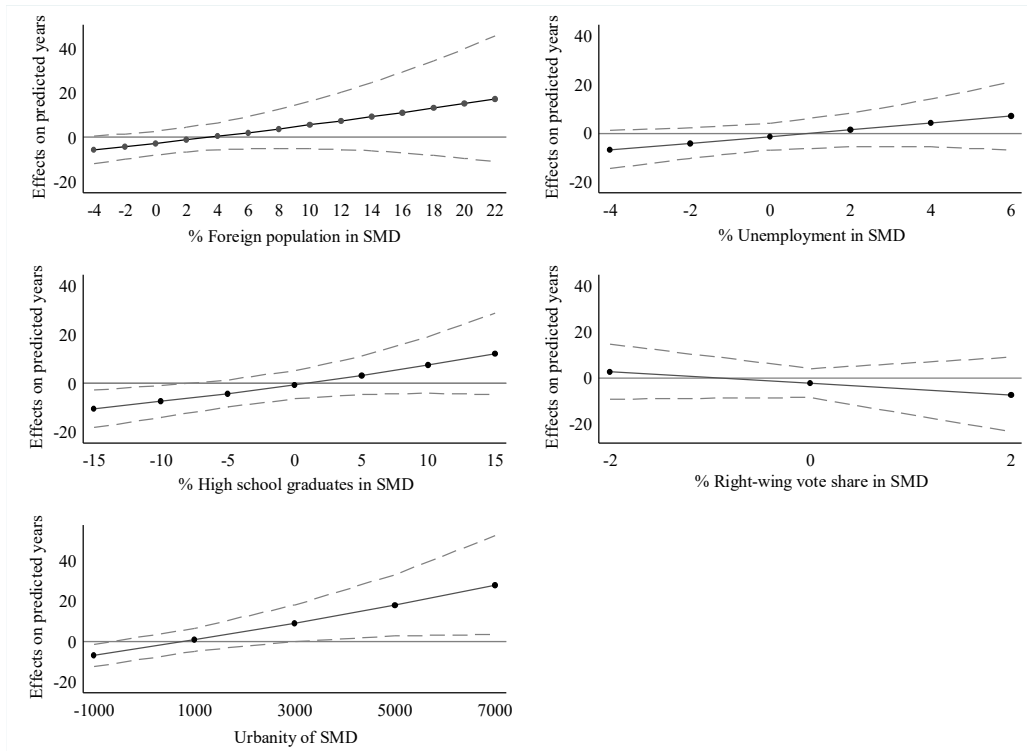 Effects on predicted years
40
20
0
-20
-4 -2 0 2 4 6 8 10 12 14 16 18 20 22
% Foreign population in SMD
Effects on predicted years
40
20
0
-20
-4 -2 0 2 4 6
% Unemployment in SMD
Effects on predicted years
40
20
0
-20
-15 -10 -5 0 5 10 15
% High school graduates in SMD
Effects on predicted years
40
20
0
-20
-2 0 2
% Right-wing vote share in SMD
Effects on predicted years
40
20
0
-20
-1000 1000 3000 5000 7000
Urbanity of SMD